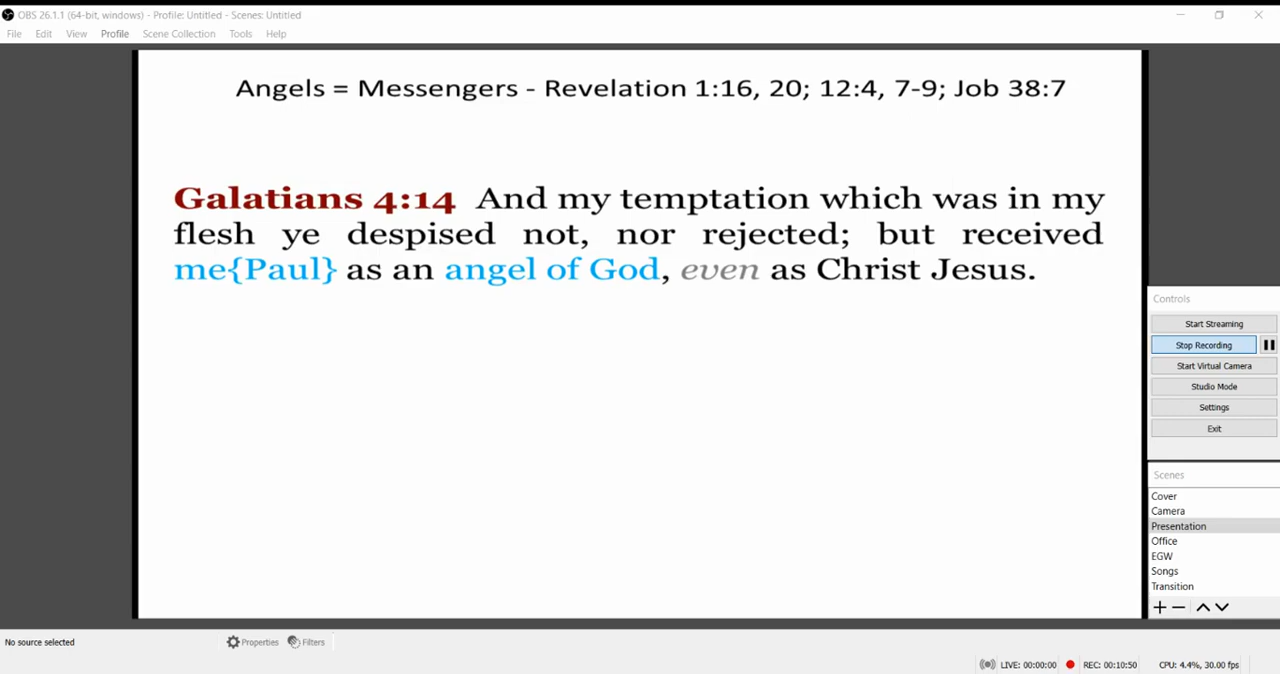 OBS 26.1.1 (64-bit, windows) - Profile: Untitled - Scenes: Untitled
File Edit View Profile Scene Collection Tools Help
Angels = Messengers - Revelation 1:16, 20; 12:4, 7-9; Job 38:7
Galatians 4:14 And my temptation which was in my
flesh ye despised not, nor rejected; but received
me{Paul} as an angel of God, even as Christ Jesus.
Controls
Start Streaming
Stop Recording
Start Virtual Camera
Studio Mode
Settings
Exit
Scenes
Cover
Camera
Presentation
Office
EGW
Songs
Transition
No source selected Properties Filters
LIVE: 00:00:00 REC: 00:10:50 CPU: 4.4%, 30.00 fps